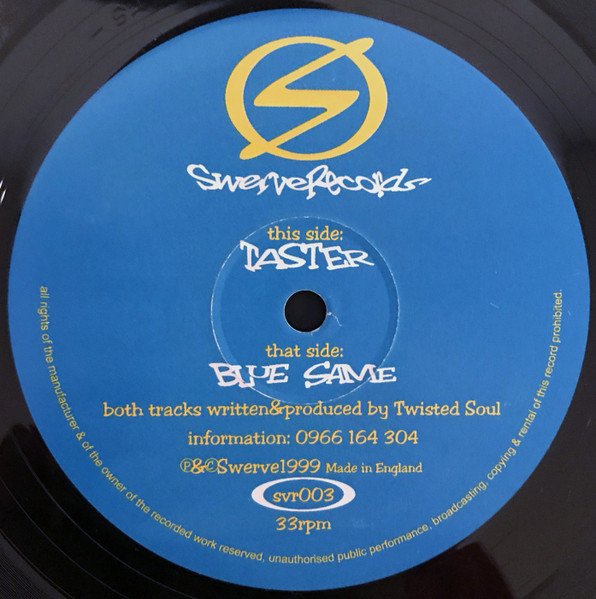 SwerveRecords
this side:
TASTER
that side:
BLUE SAME
both tracks written&produced by Twisted Soul
information: 0966 164 304
℗&©Swerve1999 Made in England
svr003
33rpm
all rights of the manufacturer & of the owner of the recorded work reserved, unauthorised public performance, broadcasting, copying & rental of this record prohibited.